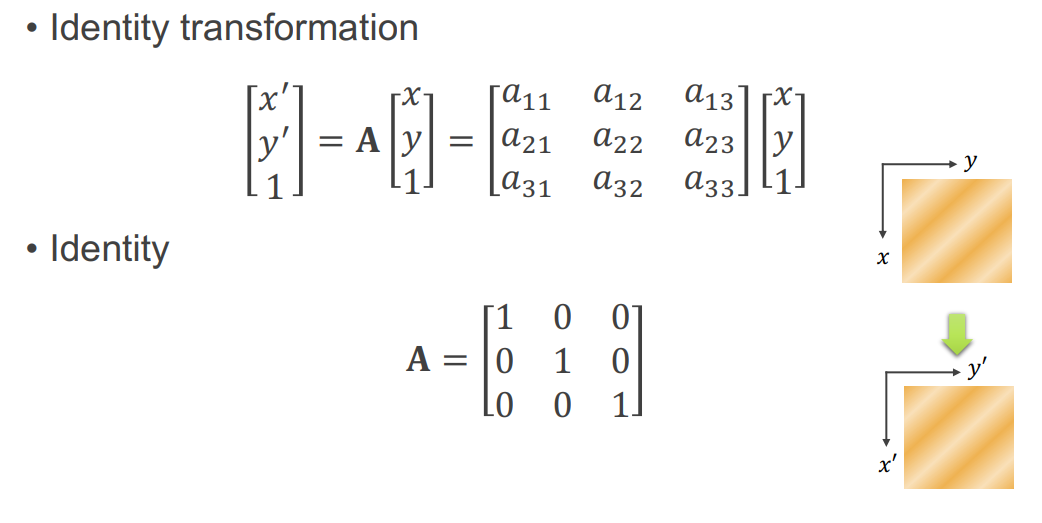 • Identity transformation
[x′ y′ 1] = A [x y 1] = [a₁₁ a₁₂ a₁₃; a₂₁ a₂₂ a₂₃; a₃₁ a₃₂ a₃₃] [x y 1]
y
x
• Identity
A = [1 0 0; 0 1 0; 0 0 1]
y′
x′